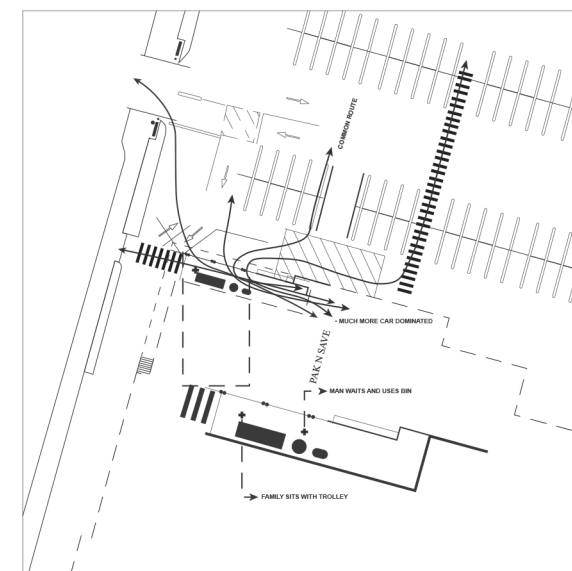 COMMON ROUTE
- MUCH MORE CAR DOMINATED
PAK N SAVE
MAN WAITS AND USES BIN
FAMILY SITS WITH TROLLEY